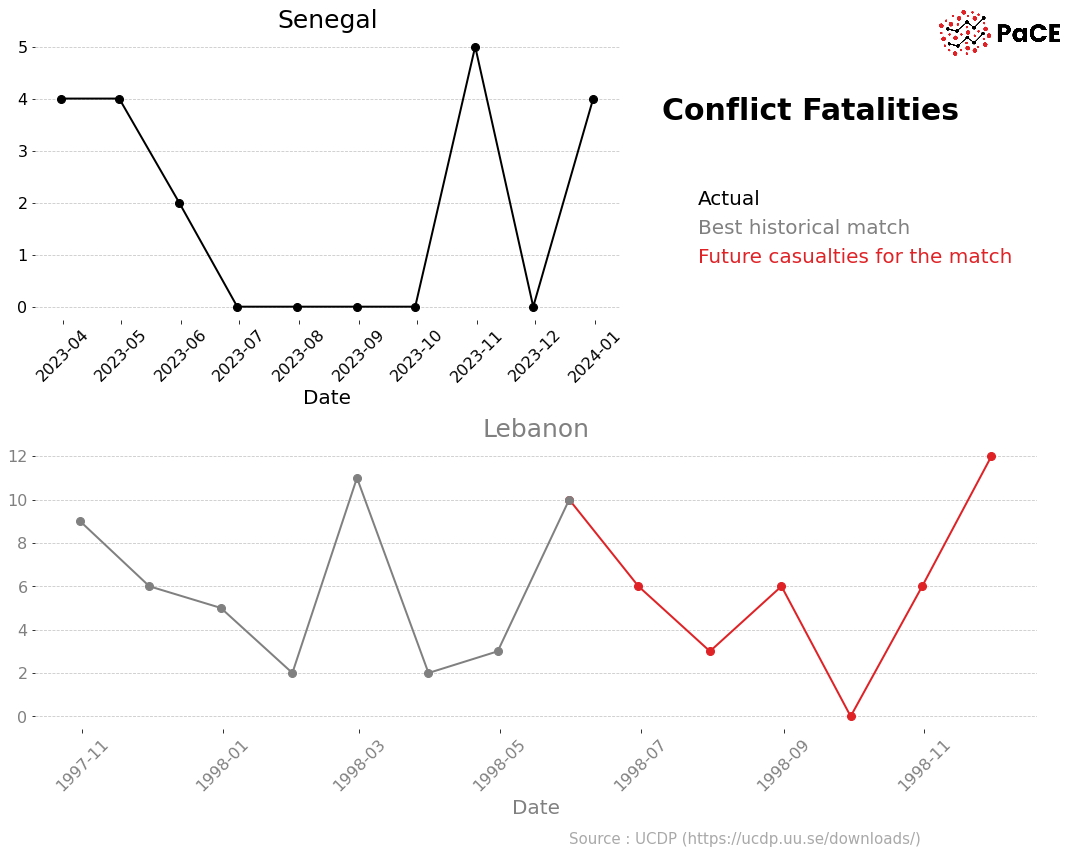 Senegal
PaCE
Conflict Fatalities
Actual
Best historical match
Future casualties for the match
5
4
3
2
1
0
2023-04 2023-05 2023-06 2023-07 2023-08 2023-09 2023-10 2023-11 2023-12 2024-01
Date
Lebanon
12
10
8
6
4
2
0
1997-11 1998-01 1998-03 1998-05 1998-07 1998-09 1998-11
Date
Source : UCDP (https://ucdp.uu.se/downloads/)